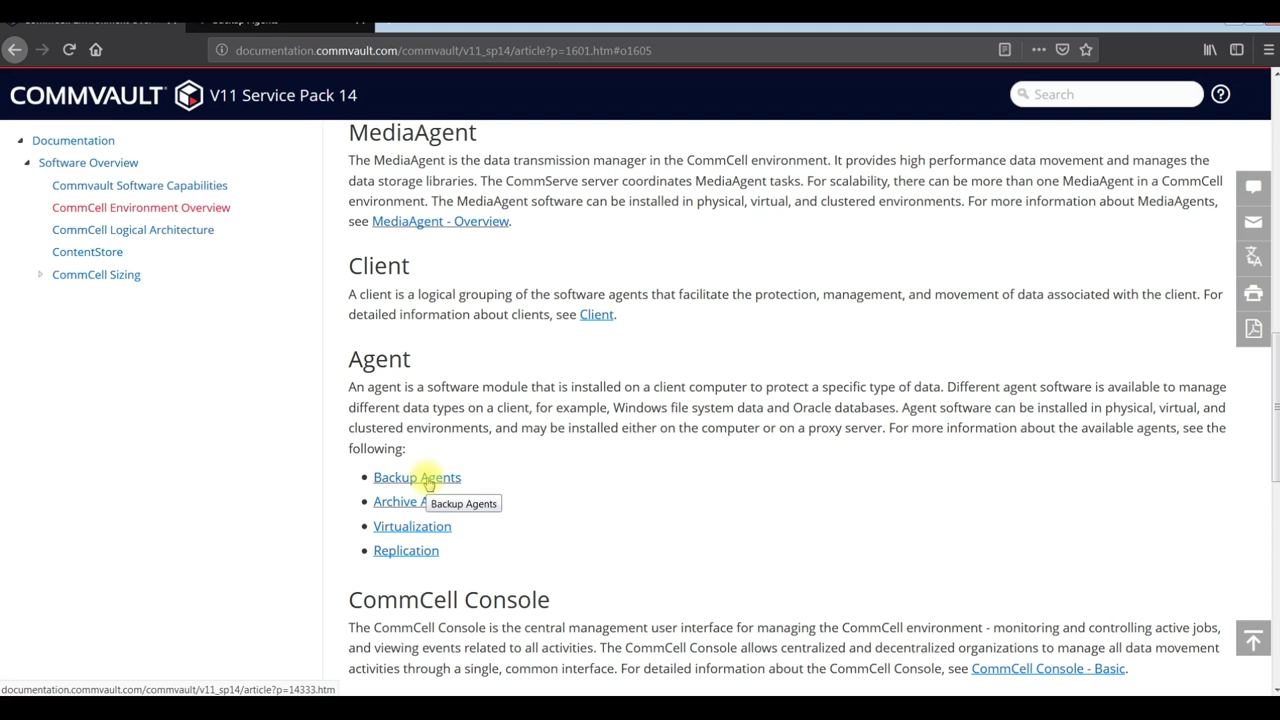 Backup Agents
documentation.commvault.com/commvault/v11_sp14/article?p=1601.htm#o1605
COMMVAULT V11 Service Pack 14
Search
Documentation
Software Overview
Commvault Software Capabilities
CommCell Environment Overview
CommCell Logical Architecture
ContentStore
CommCell Sizing
MediaAgent
The MediaAgent is the data transmission manager in the CommCell environment. It provides high performance data movement and manages the
data storage libraries. The CommServe server coordinates MediaAgent tasks. For scalability, there can be more than one MediaAgent in a CommCell
environment. The MediaAgent software can be installed in physical, virtual, and clustered environments. For more information about MediaAgents,
see MediaAgent - Overview.
Client
A client is a logical grouping of the software agents that facilitate the protection, management, and movement of data associated with the client. For
detailed information about clients, see Client.
Agent
An agent is a software module that is installed on a client computer to protect a specific type of data. Different agent software is available to manage
different data types on a client, for example, Windows file system data and Oracle databases. Agent software can be installed in physical, virtual, and
clustered environments, and may be installed either on the computer or on a proxy server. For more information about the available agents, see the
following:
• Backup Agents
• Archive A
Backup Agents
• Virtualization
• Replication
CommCell Console
The CommCell Console is the central management user interface for managing the CommCell environment - monitoring and controlling active jobs,
and viewing events related to all activities. The CommCell Console allows centralized and decentralized organizations to manage all data movement
activities through a single, common interface. For detailed information about the CommCell Console, see CommCell Console - Basic.
documentation.commvault.com/commvault/v11_sp14/article?p=14333.htm